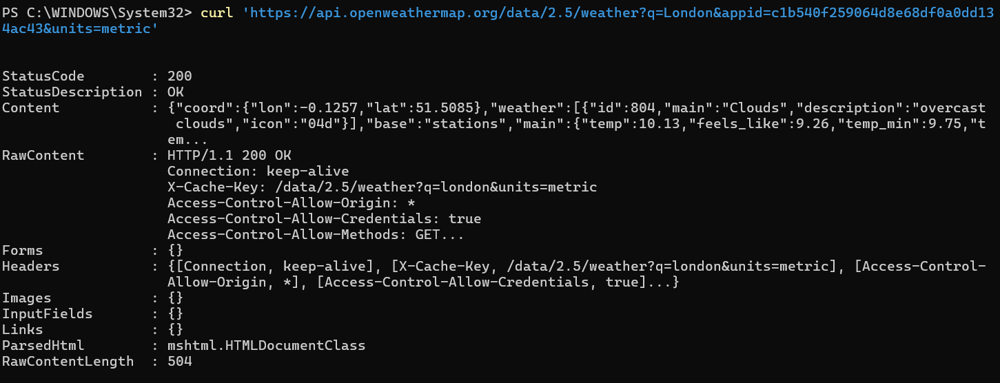 PS C:\WINDOWS\System32> curl 'https://api.openweathermap.org/data/2.5/weather?q=London&appid=c1b540f259064d8e68df0a0dd13
4ac43&units=metric'
StatusCode        : 200
StatusDescription : OK
Content           : {"coord":{"lon":-0.1257,"lat":51.5085},"weather":[{"id":804,"main":"Clouds","description":"overcast
                     clouds","icon":"04d"}],"base":"stations","main":{"temp":10.13,"feels_like":9.26,"temp_min":9.75,"t
                    em...
RawContent        : HTTP/1.1 200 OK
                    Connection: keep-alive
                    X-Cache-Key: /data/2.5/weather?q=london&units=metric
                    Access-Control-Allow-Origin: *
                    Access-Control-Allow-Credentials: true
                    Access-Control-Allow-Methods: GET...
Forms             : {}
Headers           : {[Connection, keep-alive], [X-Cache-Key, /data/2.5/weather?q=london&units=metric], [Access-Control-
                    Allow-Origin, *], [Access-Control-Allow-Credentials, true]...}
Images            : {}
InputFields       : {}
Links             : {}
ParsedHtml        : mshtml.HTMLDocumentClass
RawContentLength  : 504